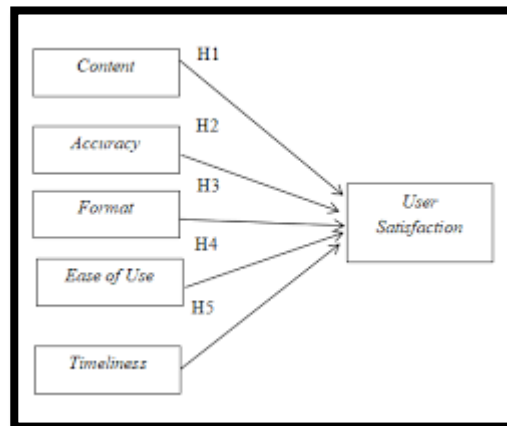 Content
H1
Accuracy
H2
Format
H3
Ease of Use
H4
Timeliness
H5
User
Satisfaction